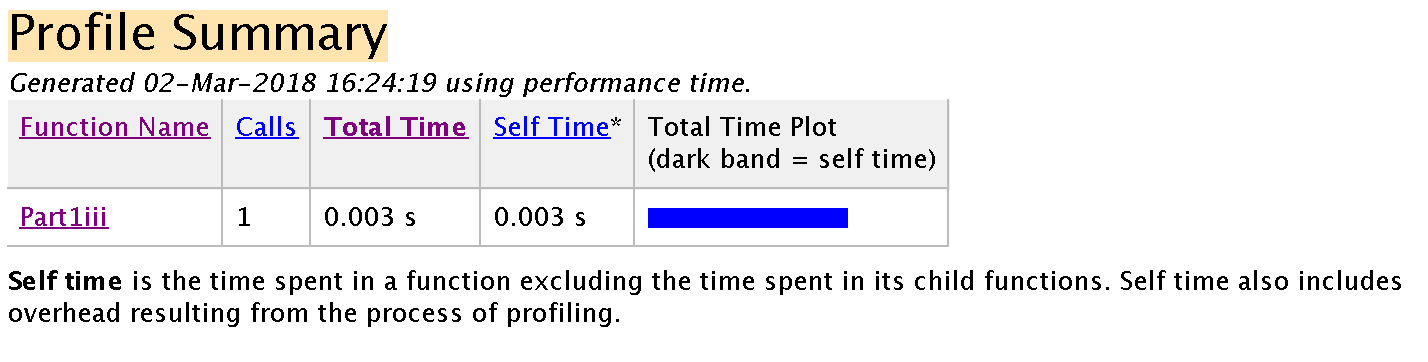 Profile Summary
Generated 02-Mar-2018 16:24:19 using performance time.
Function Name Calls Total Time Self Time* Total Time Plot
(dark band = self time)
Part1iii 1 0.003 s 0.003 s
Self time is the time spent in a function excluding the time spent in its child functions. Self time also includes
overhead resulting from the process of profiling.